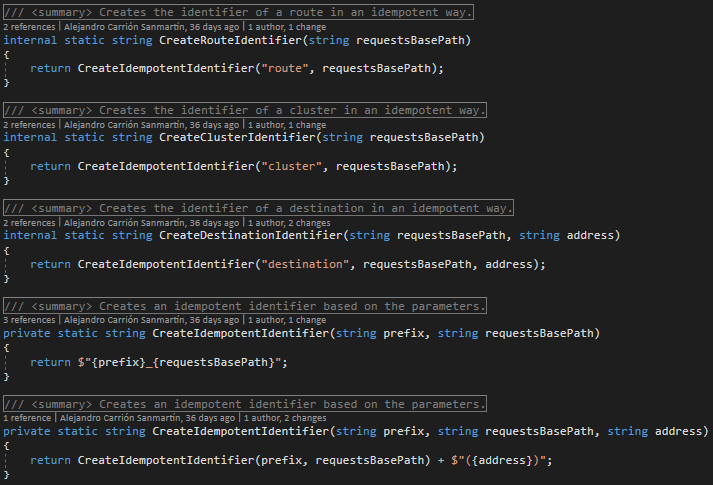 /// <summary> Creates the identifier of a route in an idempotent way.
2 references | Alejandro Carrión Sanmartín, 36 days ago | 1 author, 1 change
internal static string CreateRouteIdentifier(string requestsBasePath)
{
return CreateIdempotentIdentifier("route", requestsBasePath);
}
/// <summary> Creates the identifier of a cluster in an idempotent way.
2 references | Alejandro Carrión Sanmartín, 36 days ago | 1 author, 1 change
internal static string CreateClusterIdentifier(string requestsBasePath)
{
return CreateIdempotentIdentifier("cluster", requestsBasePath);
}
/// <summary> Creates the identifier of a destination in an idempotent way.
2 references | Alejandro Carrión Sanmartín, 36 days ago | 1 author, 2 changes
internal static string CreateDestinationIdentifier(string requestsBasePath, string address)
{
return CreateIdempotentIdentifier("destination", requestsBasePath, address);
}
/// <summary> Creates an idempotent identifier based on the parameters.
3 references | Alejandro Carrión Sanmartín, 36 days ago | 1 author, 1 change
private static string CreateIdempotentIdentifier(string prefix, string requestsBasePath)
{
return $"{prefix}_{requestsBasePath}";
}
/// <summary> Creates an idempotent identifier based on the parameters.
1 reference | Alejandro Carrión Sanmartín, 36 days ago | 1 author, 2 changes
private static string CreateIdempotentIdentifier(string prefix, string requestsBasePath, string address)
{
return CreateIdempotentIdentifier(prefix, requestsBasePath) + $"({address})";
}